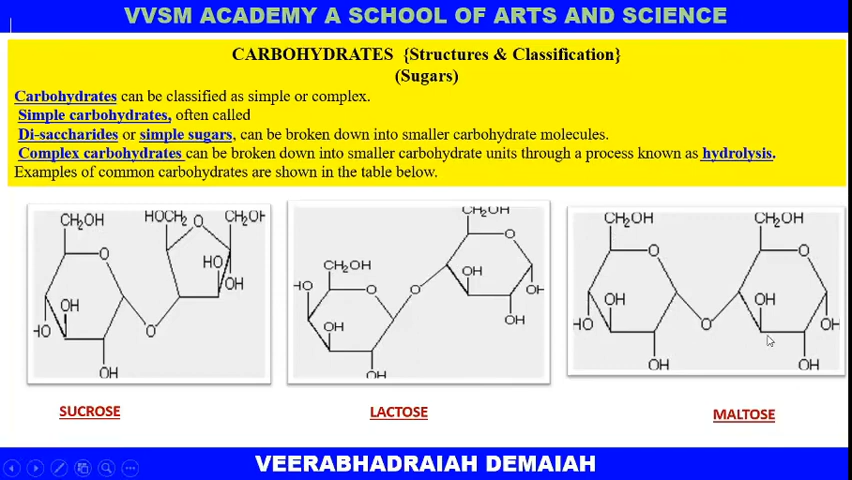 VVSM ACADEMY A SCHOOL OF ARTS AND SCIENCE
CARBOHYDRATES {Structures & Classification}
(Sugars)
Carbohydrates can be classified as simple or complex.
Simple carbohydrates, often called
Di-saccharides or simple sugars, can be broken down into smaller carbohydrate molecules.
Complex carbohydrates can be broken down into smaller carbohydrate units through a process known as hydrolysis.
Examples of common carbohydrates are shown in the table below.
CH₂OH HOCH₂ O CH₂OH
O
HO
OH OH
HO O
OH
CH₂OH
O
CH₂OH OH
HO O O OH
OH OH
OH
CH₂OH CH₂OH
O O
OH OH
HO O OH
OH OH
SUCROSE
LACTOSE
MALTOSE
VEERABHADRAIAH DEMAIAH